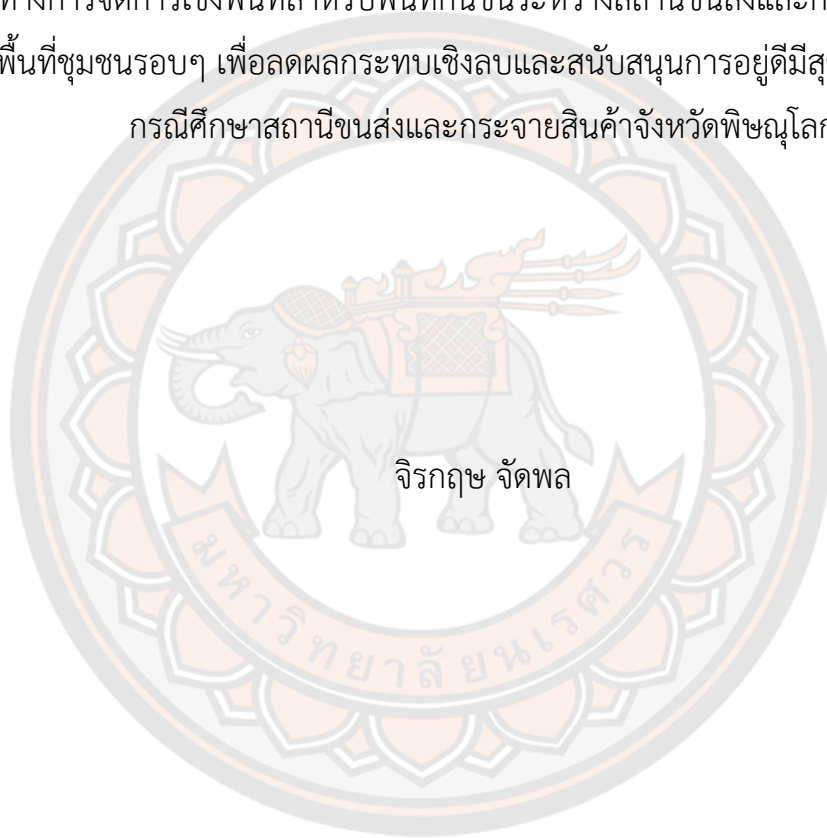 พื้นที่ชุมชนรอบๆ เพื่อลดผลกระทบเชิงลบและสนับสนุนการอยู่ดีมีสุข
กรณีศึกษาสถานีขนส่งและกระจายสินค้าจังหวัดพิษณุโลก
จิรกฤษ จัดพล
มหาวิทยาลัยนเรศวร